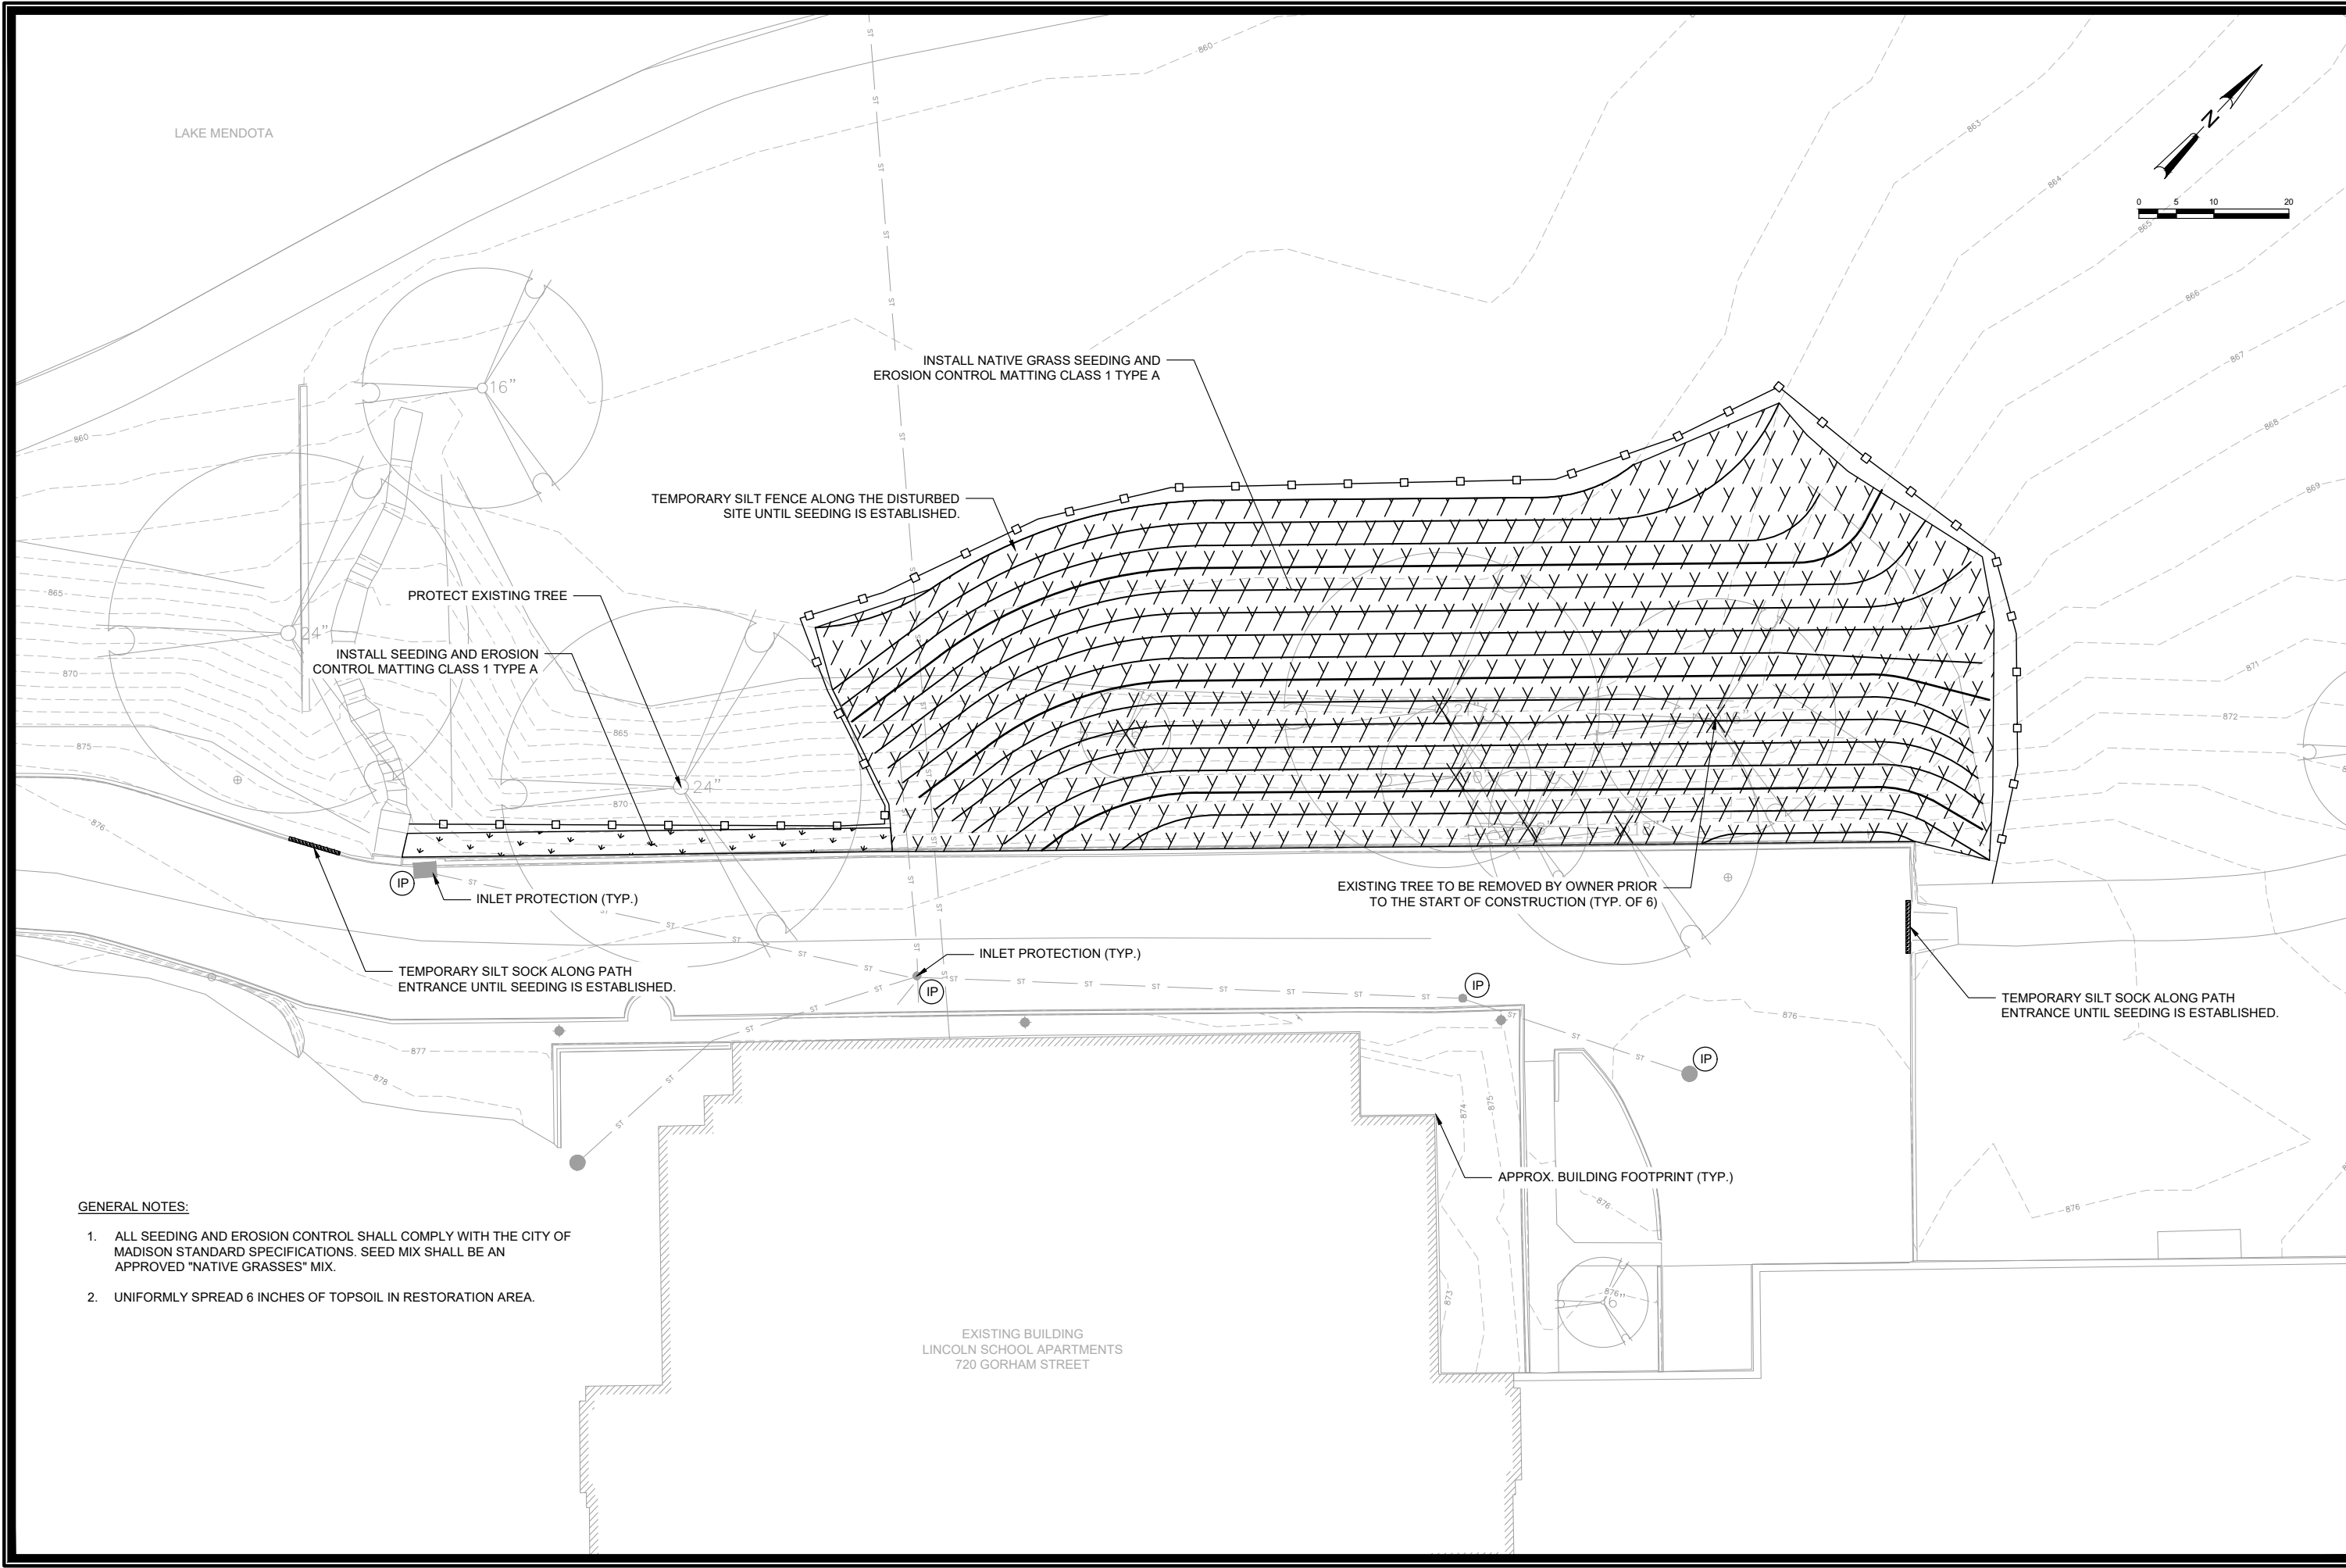 860
LAKE MENDOTA
863
N
864
0 5 10 20
865
866
867
868
869
INSTALL NATIVE GRASS SEEDING AND
EROSION CONTROL MATTING CLASS 1 TYPE A
16"
860
TEMPORARY SILT FENCE ALONG THE DISTURBED
SITE UNTIL SEEDING IS ESTABLISHED.
865
PROTECT EXISTING TREE
24"
INSTALL SEEDING AND EROSION
CONTROL MATTING CLASS 1 TYPE A
870
871
872
865
875
24"
870
876
IP
INLET PROTECTION (TYP.)
EXISTING TREE TO BE REMOVED BY OWNER PRIOR
TO THE START OF CONSTRUCTION (TYP. OF 6)
INLET PROTECTION (TYP.)
TEMPORARY SILT SOCK ALONG PATH
ENTRANCE UNTIL SEEDING IS ESTABLISHED.
IP
IP
TEMPORARY SILT SOCK ALONG PATH
ENTRANCE UNTIL SEEDING IS ESTABLISHED.
876
877
878
IP
874
875
APPROX. BUILDING FOOTPRINT (TYP.)
876
876
873
876
6"
GENERAL NOTES:
1. ALL SEEDING AND EROSION CONTROL SHALL COMPLY WITH THE CITY OF
MADISON STANDARD SPECIFICATIONS. SEED MIX SHALL BE AN
APPROVED "NATIVE GRASSES" MIX.
2. UNIFORMLY SPREAD 6 INCHES OF TOPSOIL IN RESTORATION AREA.
EXISTING BUILDING
LINCOLN SCHOOL APARTMENTS
720 GORHAM STREET